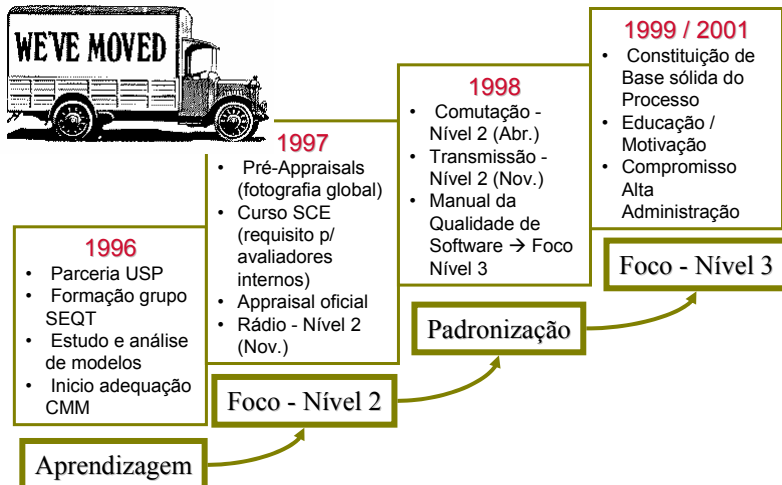 WE'VE MOVED
1996
• Parceria USP
• Formação grupo
SEQT
• Estudo e análise
de modelos
• Inicio adequação
CMM
1997
• Pré-Appraisals
(fotografia global)
• Curso SCE
(requisito p/
avaliadores
internos)
• Appraisal oficial
• Rádio - Nível 2
(Nov.)
1998
• Comutação -
Nível 2 (Abr.)
• Transmissão -
Nível 2 (Nov.)
• Manual da
Qualidade de
Software → Foco
Nível 3
1999 / 2001
• Constituição de
Base sólida do
Processo
• Educação /
Motivação
• Compromisso
Alta
Administração
Aprendizagem
Foco - Nível 2
Padronização
Foco - Nível 3